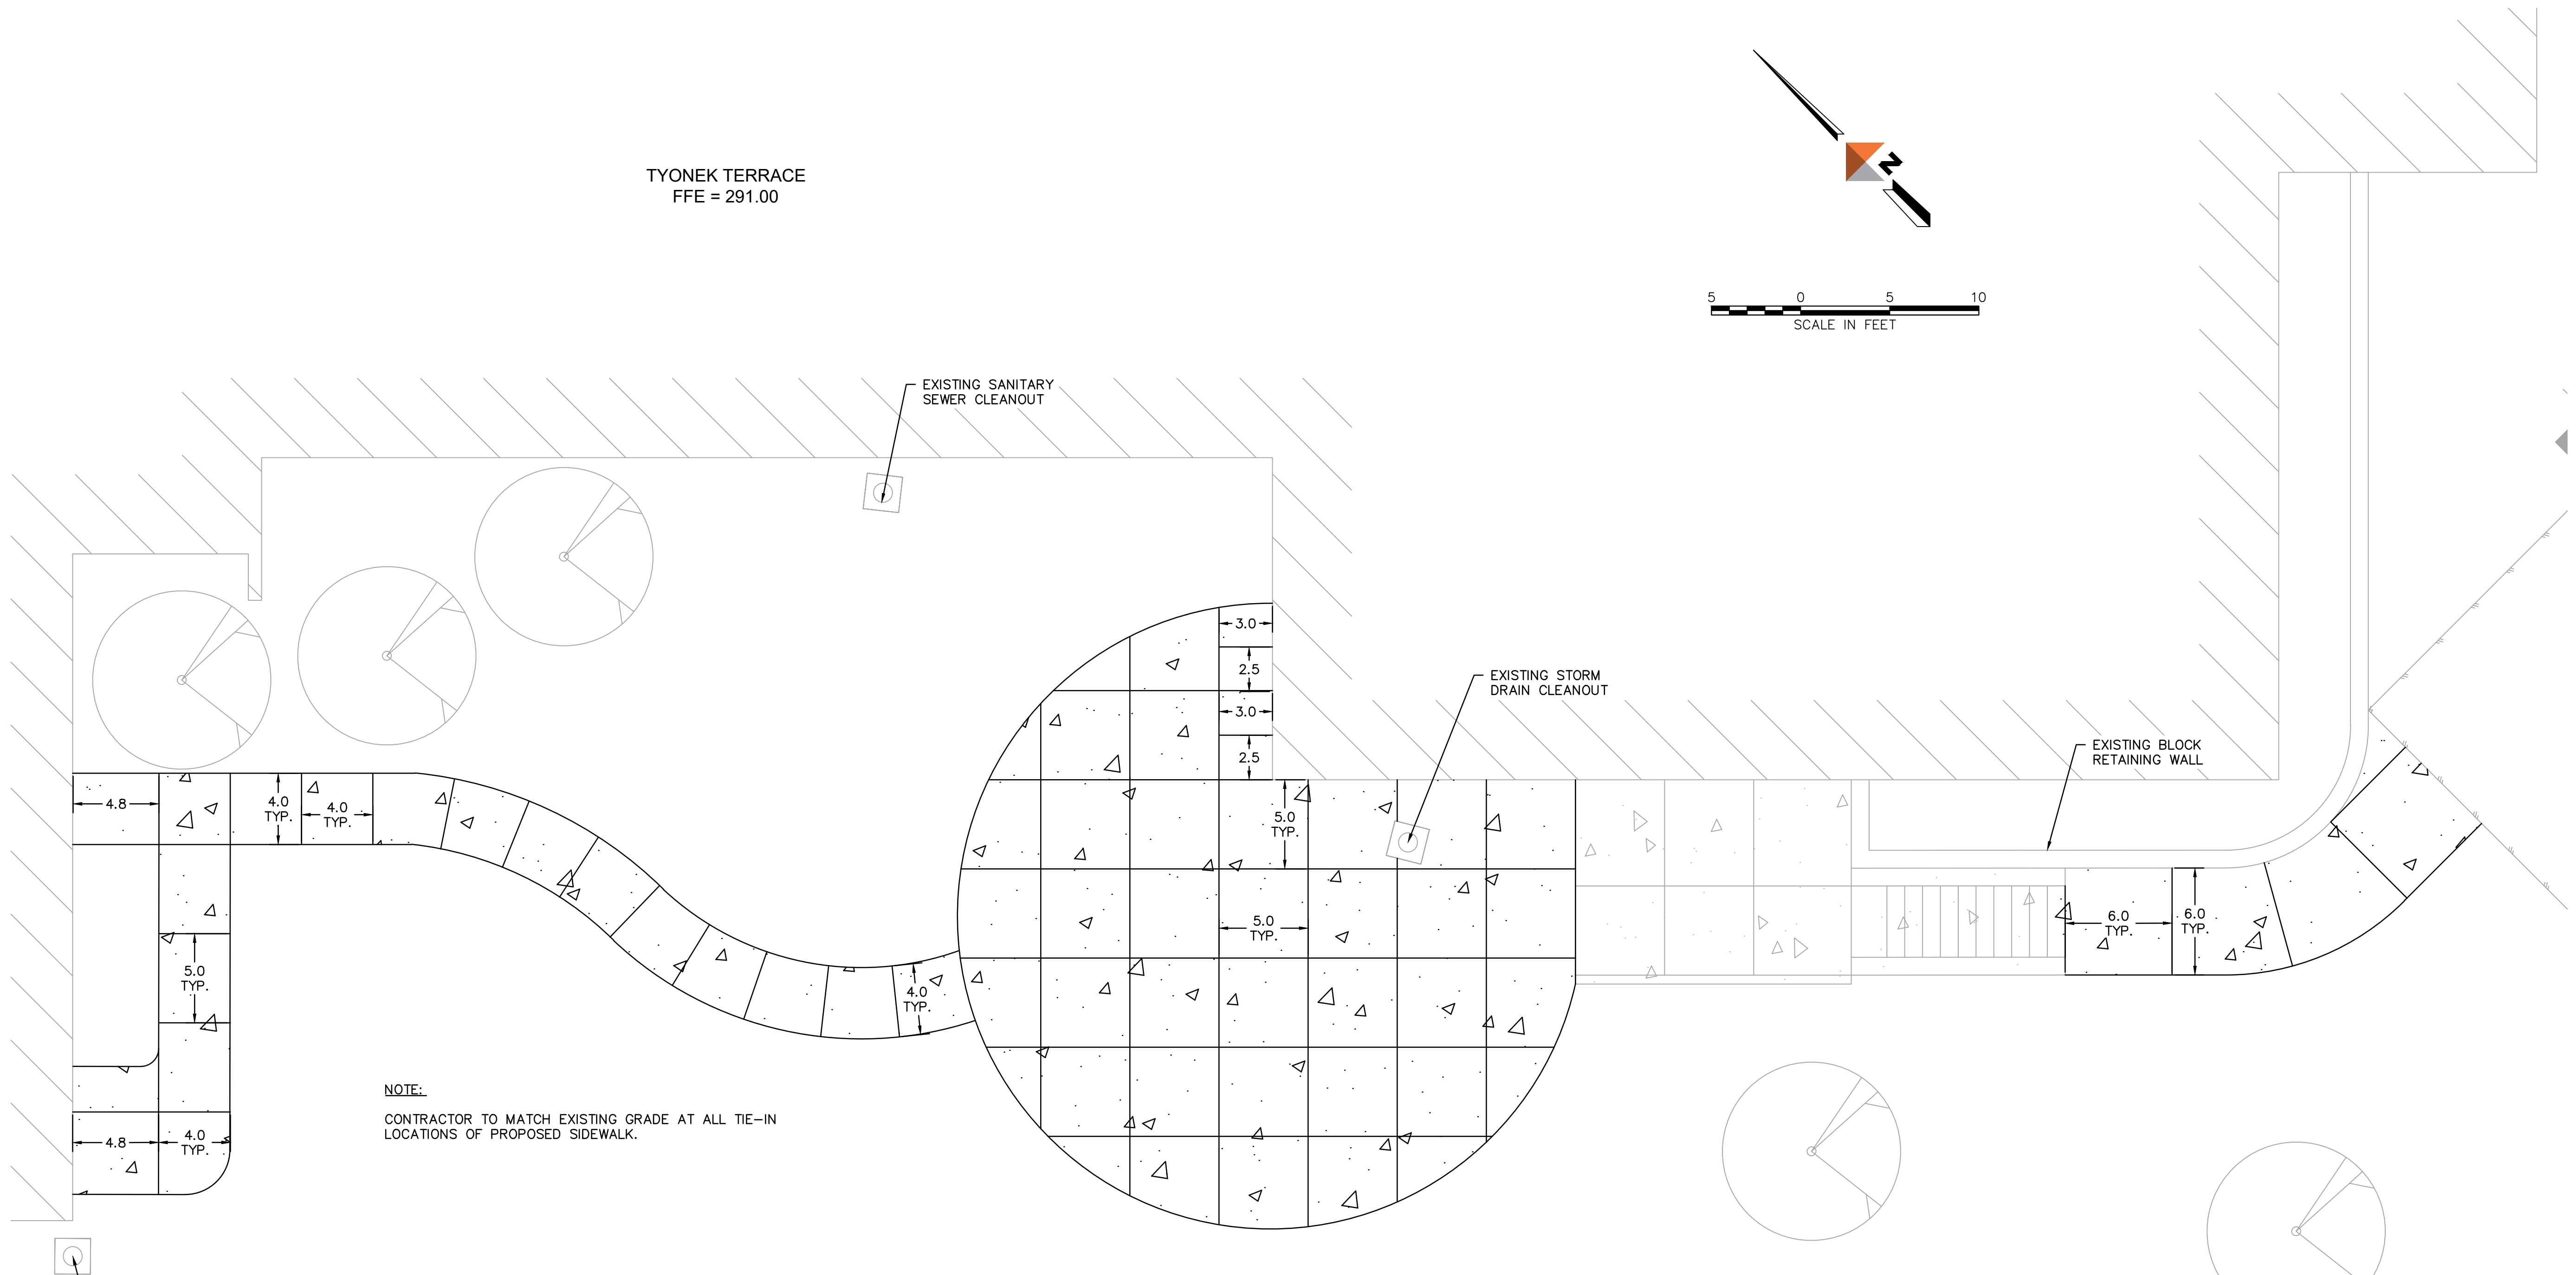 TYONEK TERRACE
FFE = 291.00
N
5 0 5 10
SCALE IN FEET
EXISTING SANITARY
SEWER CLEANOUT
3.0
2.5
3.0
2.5
EXISTING STORM
DRAIN CLEANOUT
EXISTING BLOCK
RETAINING WALL
4.8
4.0
TYP.
4.0
TYP.
5.0
TYP.
5.0
TYP.
6.0
TYP.
6.0
TYP.
5.0
TYP.
4.0
TYP.
NOTE:
CONTRACTOR TO MATCH EXISTING GRADE AT ALL TIE-IN
LOCATIONS OF PROPOSED SIDEWALK.
4.8
4.0
TYP.